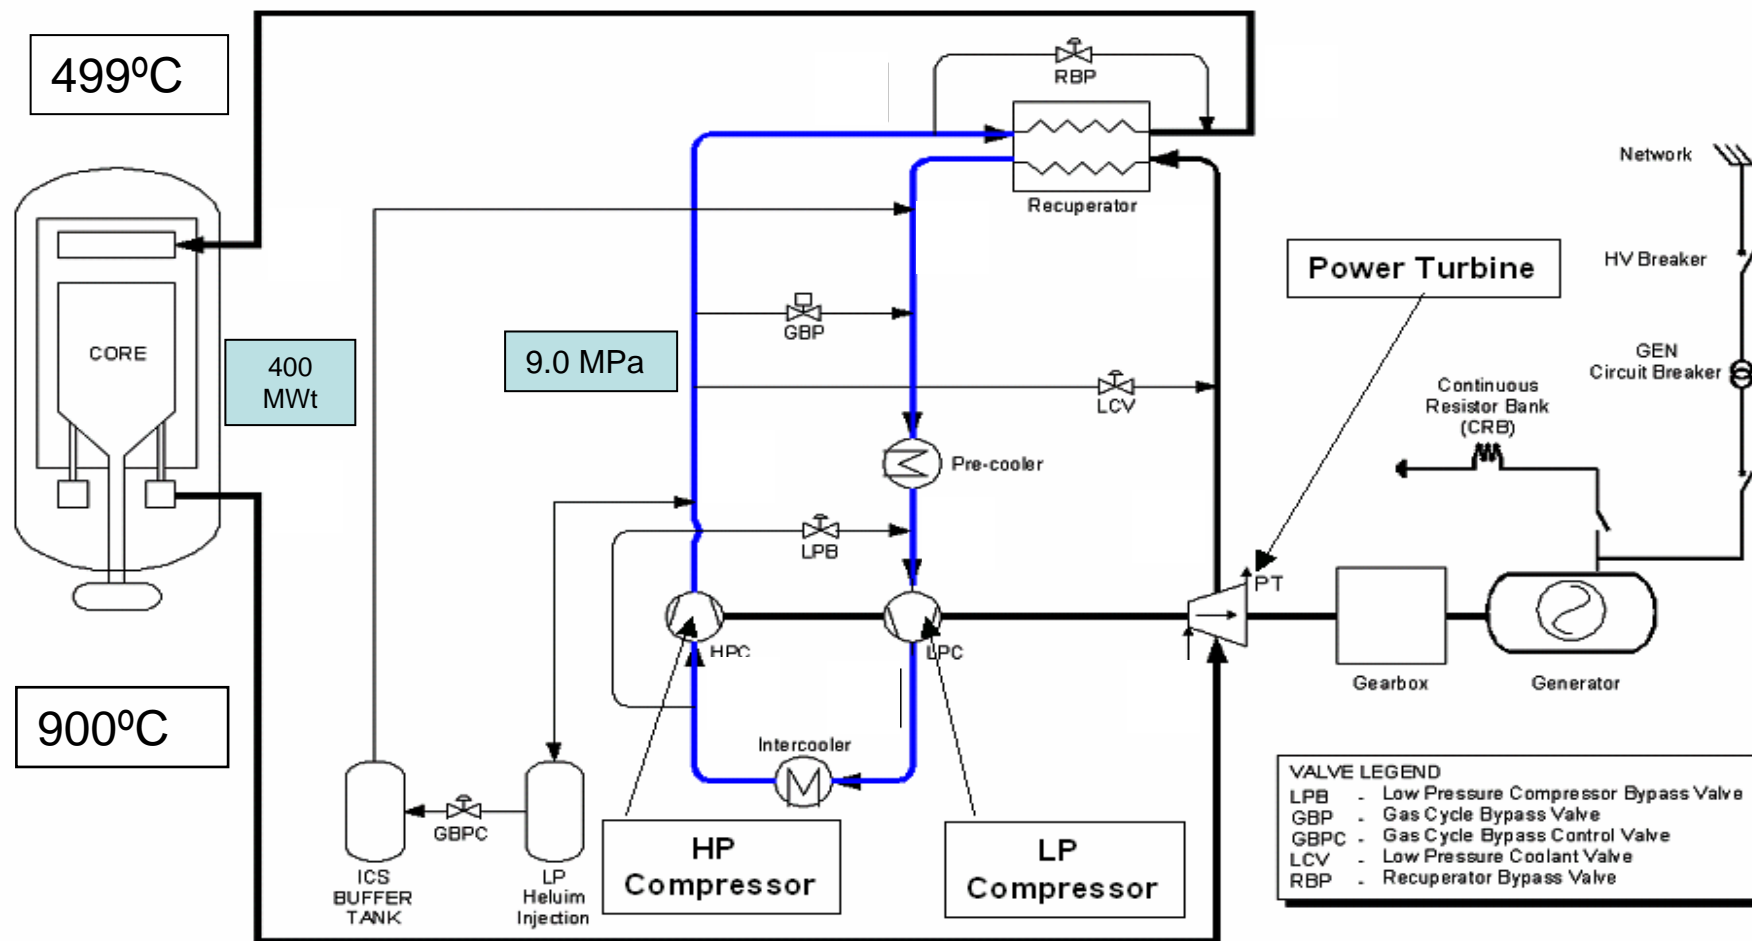 499ºC
RBP
Recuperator
Network
HV Breaker
Power Turbine
GBP
9.0 MPa
CORE
400
MWt
LCV
GEN
Circuit Breaker
Continuous
Resistor Bank
(CRB)
Pre-cooler
LPB
PT
HPC
LPC
Gearbox
Generator
900ºC
Intercooler
GBPC
ICS
BUFFER
TANK
LP
Heluim
Injection
HP
Compressor
LP
Compressor
VALVE LEGEND
LPB - Low Pressure Compressor Bypass Valve
GBP - Gas Cycle Bypass Valve
GBPC - Gas Cycle Bypass Control Valve
LCV - Low Pressure Coolant Valve
RBP - Recuperator Bypass Valve